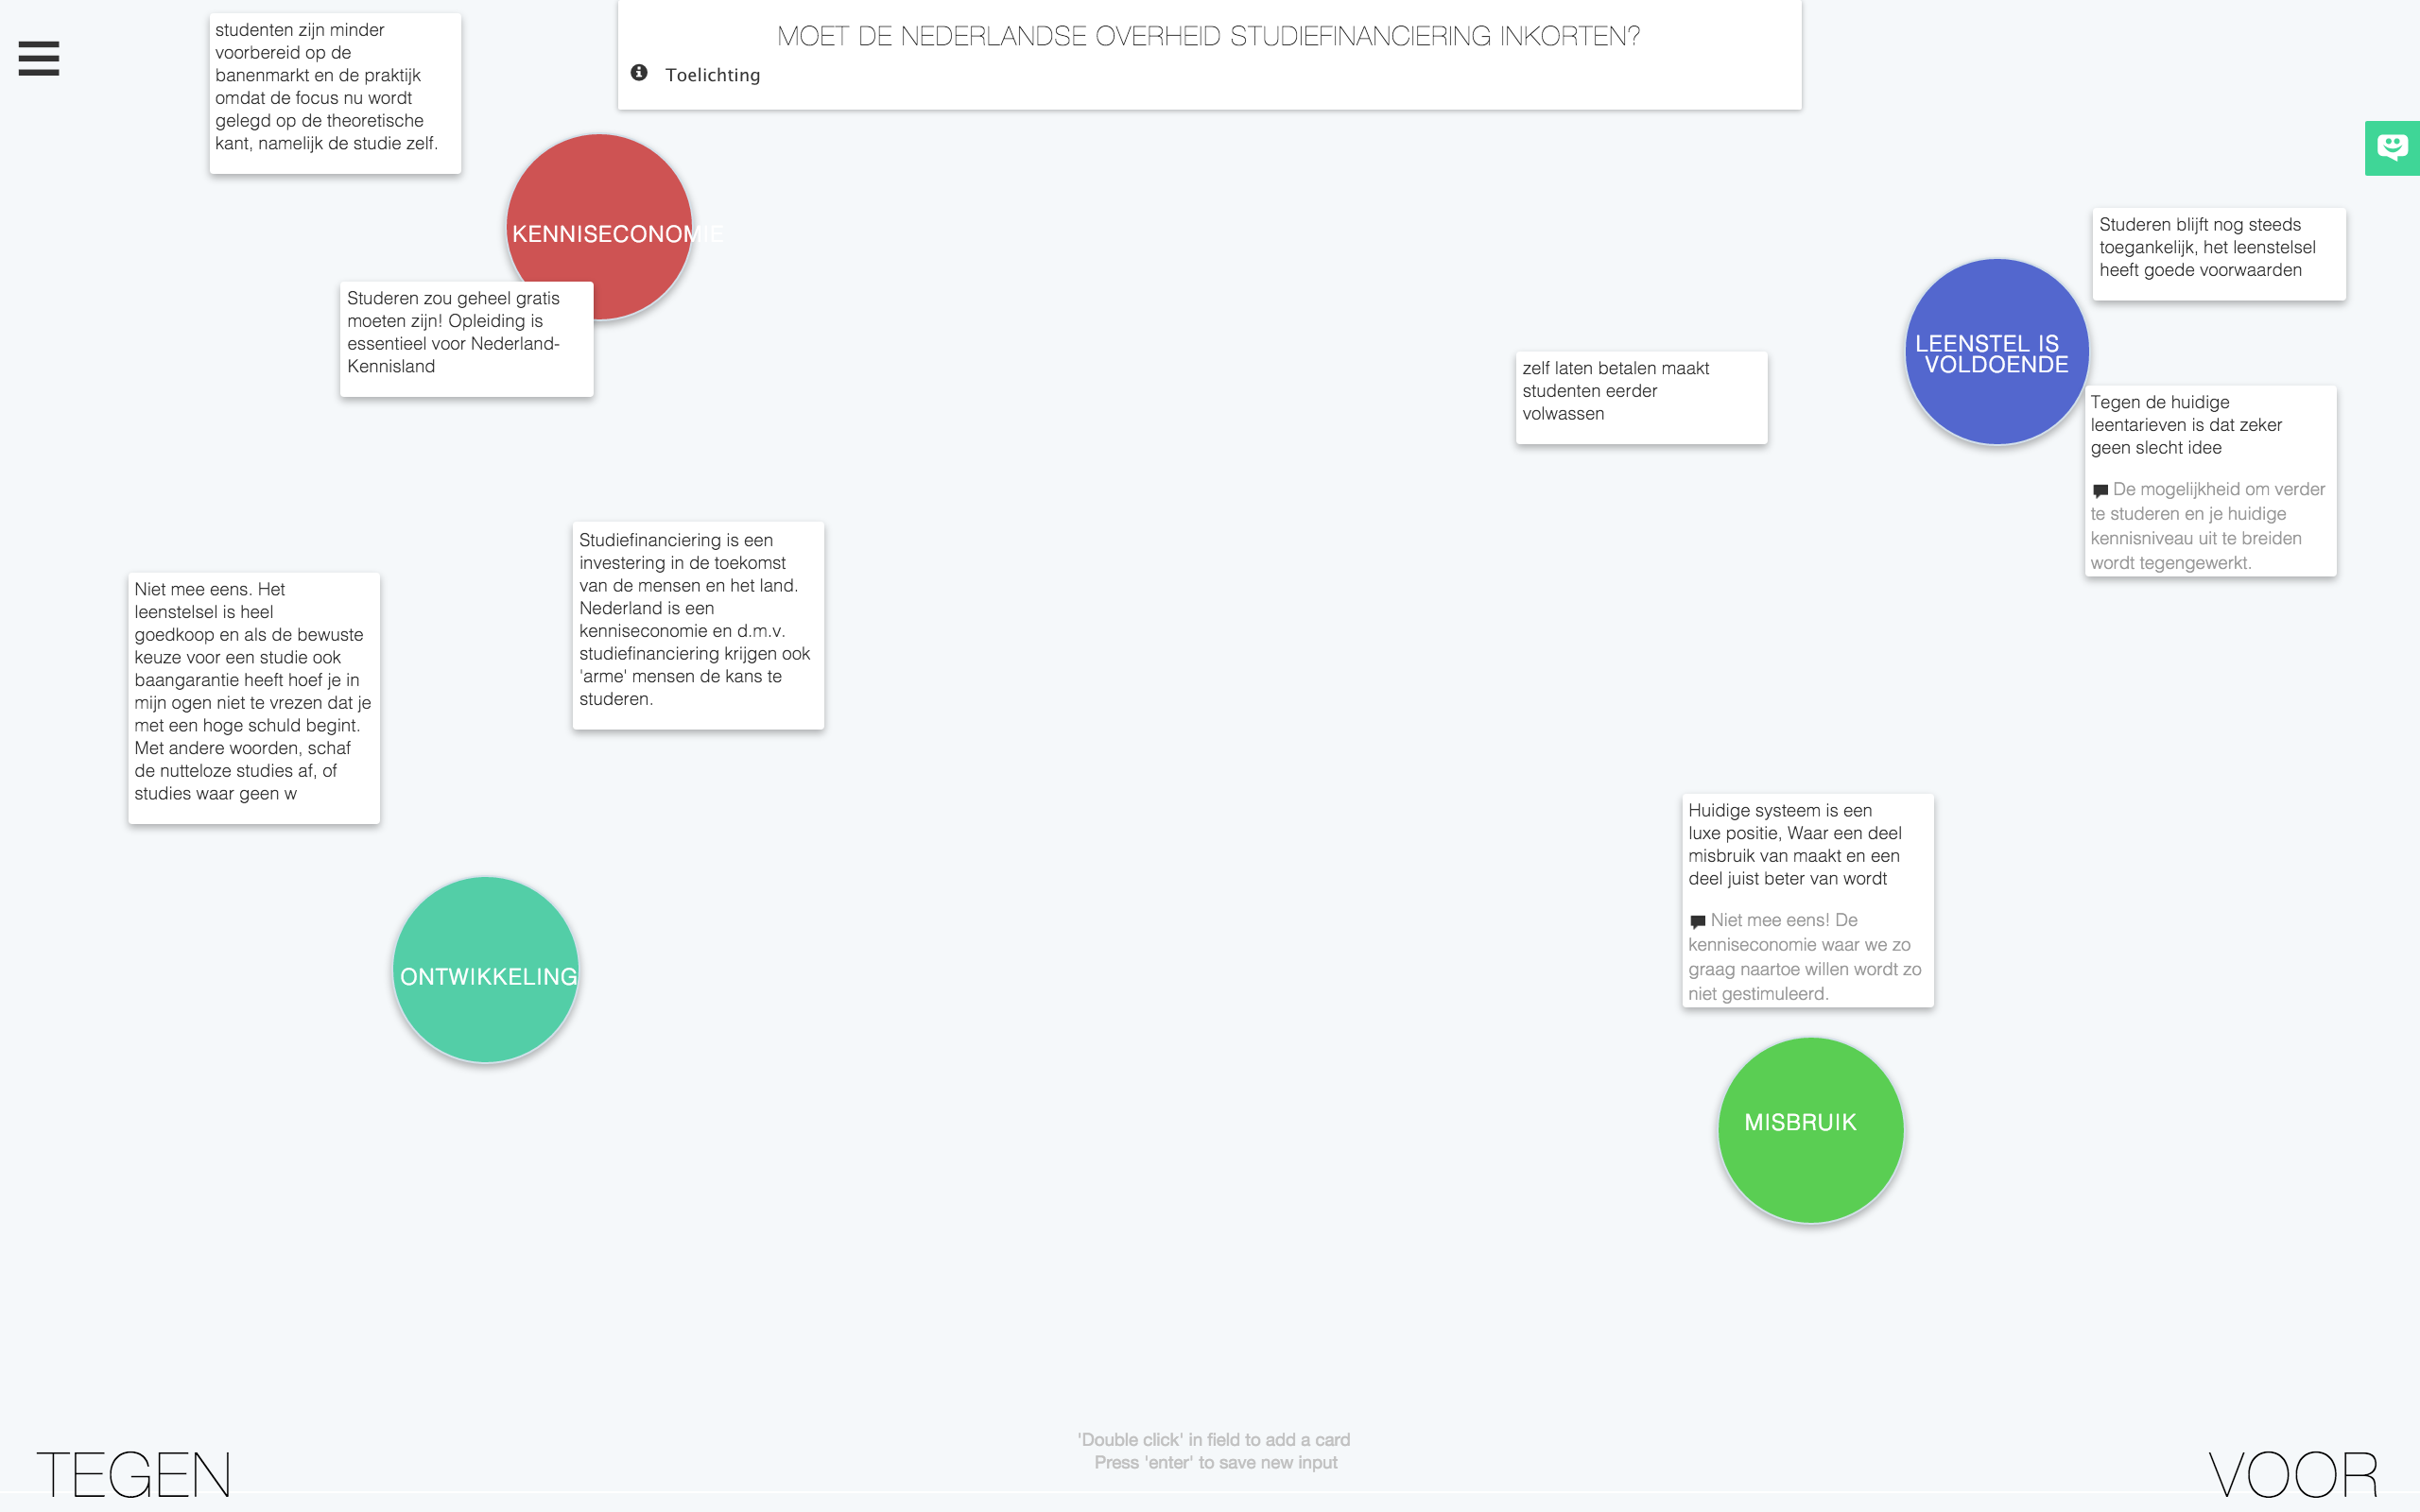 MOET DE NEDERLANDSE OVERHEID STUDIEFINANCIERING INKORTEN?
Toelichting
studenten zijn minder
voorbereid op de
banenmarkt en de praktijk
omdat de focus nu wordt
gelegd op de theoretische
kant, namelijk de studie zelf.
KENNISECONOMIE
Studeren zou geheel gratis
moeten zijn! Opleiding is
essentieel voor Nederland-
Kennisland
Studiefinanciering is een
investering in de toekomst
van de mensen en het land.
Nederland is een
kenniseconomie en d.m.v.
studiefinanciering krijgen ook
'arme' mensen de kans te
studeren.
Niet mee eens. Het
leenstelsel is heel
goedkoop en als de bewuste
keuze voor een studie ook
baangarantie heeft hoef je in
mijn ogen niet te vrezen dat je
met een hoge schuld begint.
Met andere woorden, schaf
de nutteloze studies af, of
studies waar geen w
ONTWIKKELING
Studeren blijft nog steeds
toegankelijk, het leenstelsel
heeft goede voorwaarden
LEENSTEL IS
VOLDOENDE
zelf laten betalen maakt
studenten eerder
volwassen
Tegen de huidige
leentarieven is dat zeker
geen slecht idee
De mogelijkheid om verder
te studeren en je huidige
kennisniveau uit te breiden
wordt tegengewerkt.
Huidige systeem is een
luxe positie, Waar een deel
misbruik van maakt en een
deel juist beter van wordt
Niet mee eens! De
kenniseconomie waar we zo
graag naartoe willen wordt zo
niet gestimuleerd.
MISBRUIK
'Double click' in field to add a card
Press 'enter' to save new input
TEGEN
VOOR